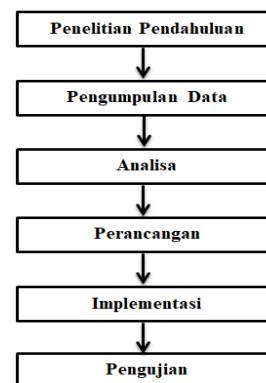 Penelitian Pendahuluan
Pengumpulan Data
Analisa
Perancangan
Implementasi
Pengujian